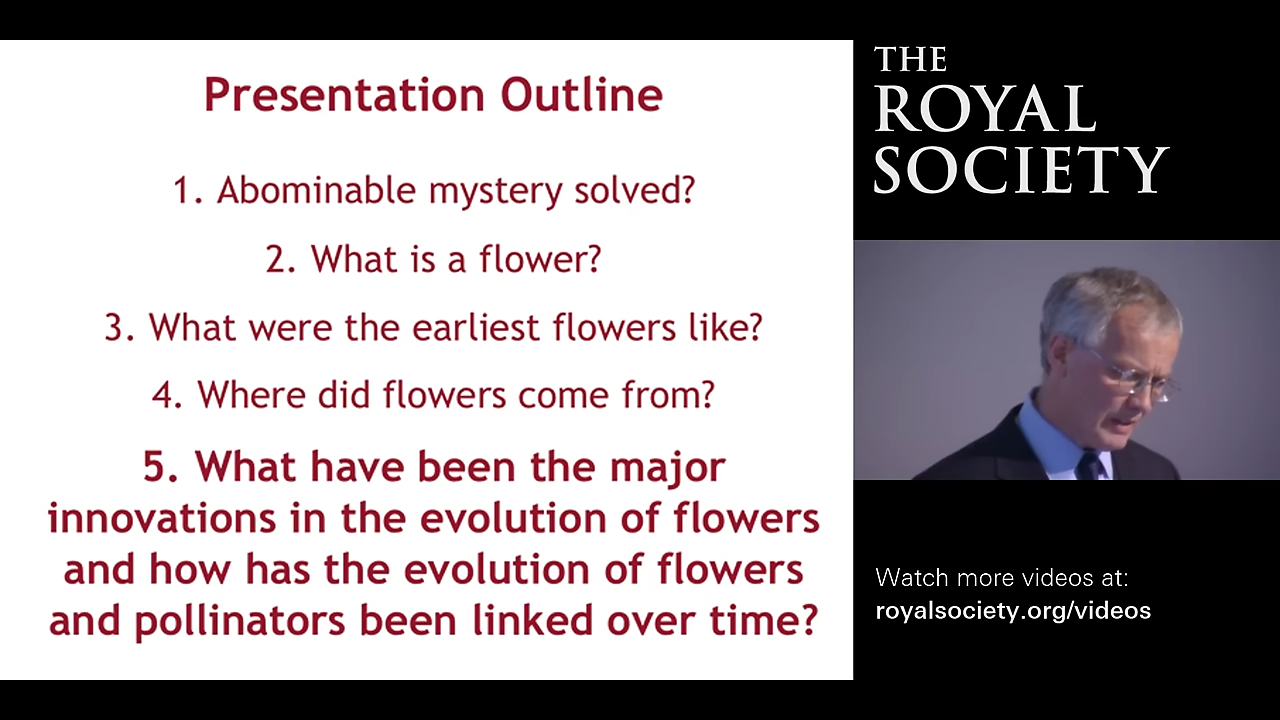 Presentation Outline
1. Abominable mystery solved?
2. What is a flower?
3. What were the earliest flowers like?
4. Where did flowers come from?
5. What have been the major
innovations in the evolution of flowers
and how has the evolution of flowers
and pollinators been linked over time?
THE
ROYAL
SOCIETY
Watch more videos at:
royalsociety.org/videos